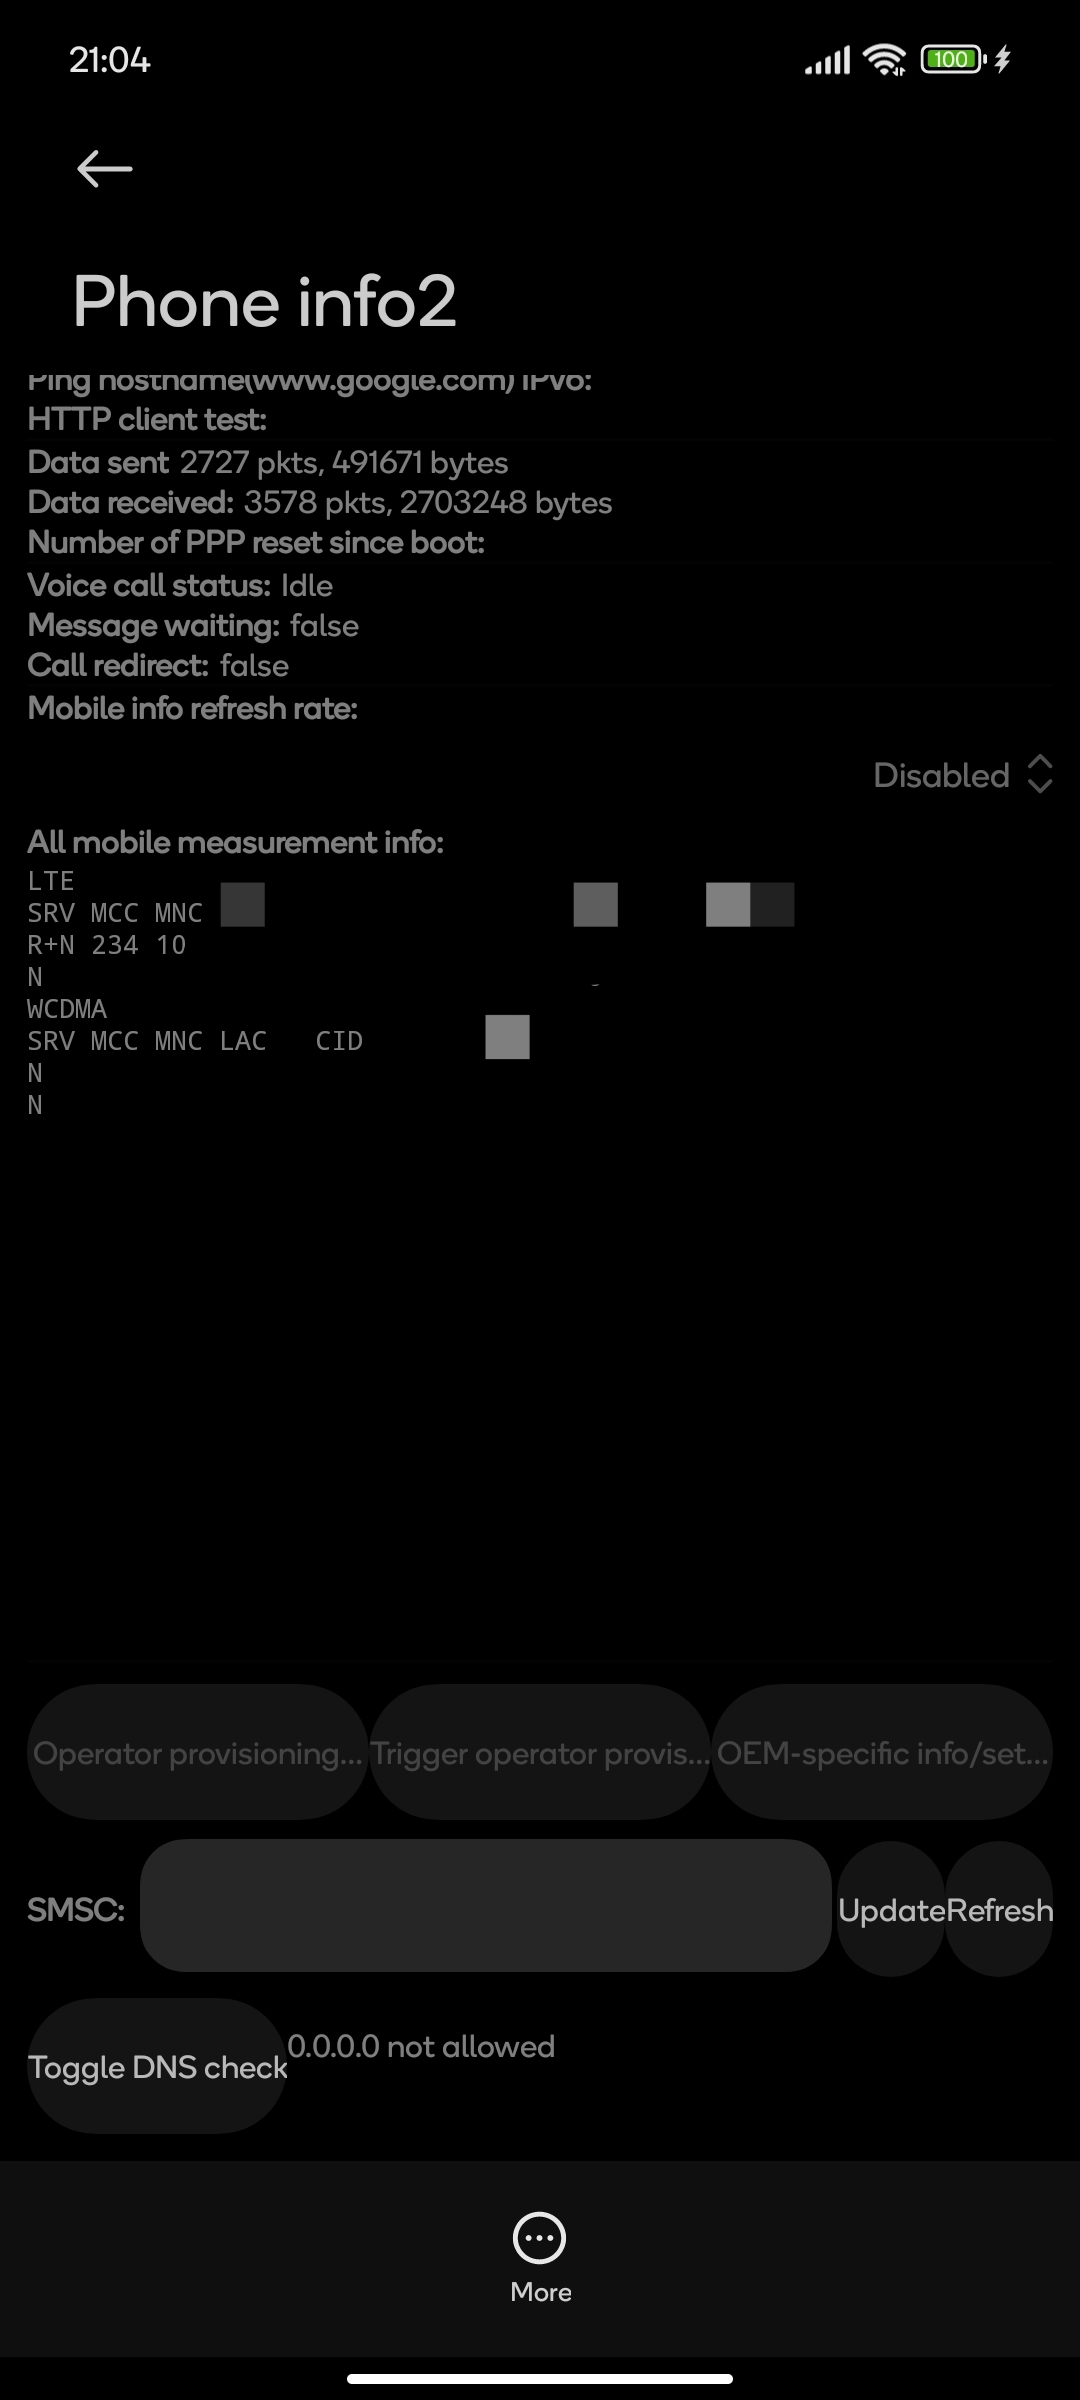 21:04
100
Phone info2
Ping hostname(www.google.com) IPv6:
HTTP client test:
Data sent 2727 pkts, 491671 bytes
Data received: 3578 pkts, 2703248 bytes
Number of PPP reset since boot:
Voice call status: Idle
Message waiting: false
Call redirect: false
Mobile info refresh rate:
Disabled
All mobile measurement info:
LTE
SRV MCC MNC
R+N 234 10
N
WCDMA
SRV MCC MNC LAC CID
N
N
Operator provisioning... Trigger operator provis... OEM-specific info/set...
SMSC: Update Refresh
Toggle DNS check 0.0.0.0 not allowed
More